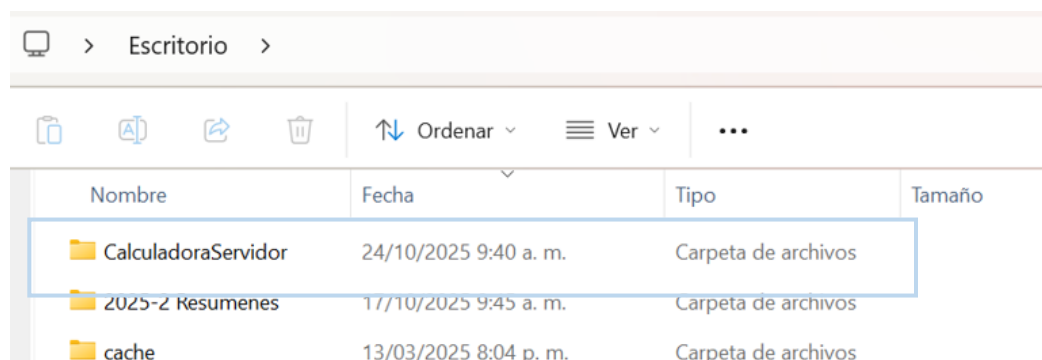 Escritorio
Ordenar Ver
Nombre Fecha Tipo Tamaño
CalculadoraServidor 24/10/2025 9:40 a. m. Carpeta de archivos
2025-2 Resumenes 17/10/2025 9:45 a. m. Carpeta de archivos
cache 13/03/2025 8:04 p. m. Carpeta de archivos